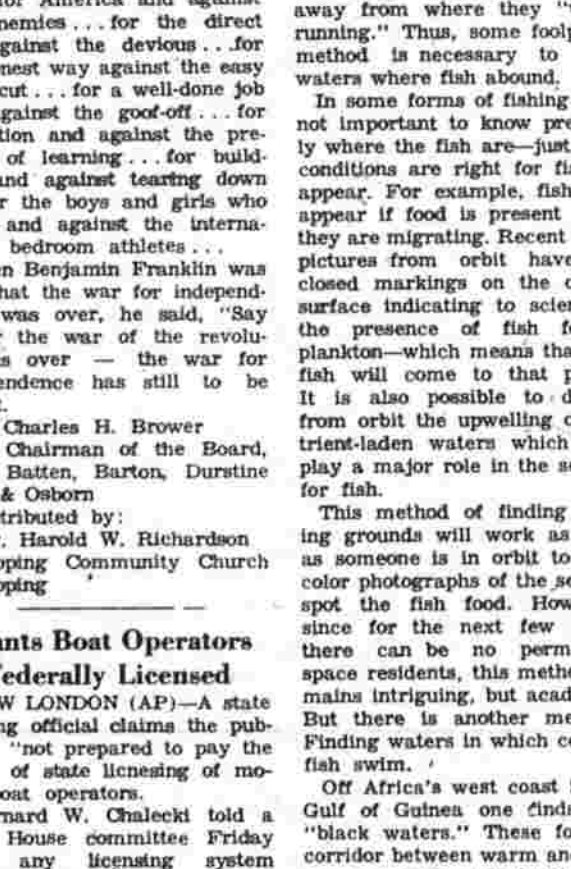 for America and against
nemies...for the direct
gainst the devious...for
nest way against the easy
cut...for a well-done job
gainst the goof-off...for
tion and against the pre-
of learning...for build-
nd against tearing down
r the boys and girls who
and against the interna-
bedroom athletes...
n Benjamin Franklin was
hat the war for independ-
was over, he said, "Say
the war of the revolu-
s over — the war for
endence has still to be
Charles H. Brower
Chairman of the Board,
Batten, Barton, Durstine
& Osborn
tributed by:
. Harold W. Richardson
pping Community Church
pping
ants Boat Operators
ederally Licensed
W LONDON (AP)—A state
ng official claims the pub-
"not prepared to pay the
of state licnesing of mo-
oat operators.
nard W. Chalecki told a
House committee Friday
any licensing system
away from where they "
running." Thus, some foolp
method is necessary to
waters where fish abound.
In some forms of fishing
not important to know pre
ly where the fish are—just
conditions are right for fis
appear. For example, fish
appear if food is present
they are migrating. Recent
pictures from orbit have
closed markings on the o
surface indicating to scien
the presence of fish fo
plankton—which means tha
fish will come to that p
It is also possible to d
from orbit the upwelling o
trient-laden waters which
play a major role in the se
for fish.
This method of finding
ing grounds will work as
as someone is in orbit to
color photographs of the se
spot the fish food. How
since for the next few
there can be no perm
space residents, this metho
mains intriguing, but acad
But there is another me
Finding waters in which ce
fish swim.
Off Africa's west coast
Gulf of Guinea one finds
"black waters." These fo
corridor between warm an